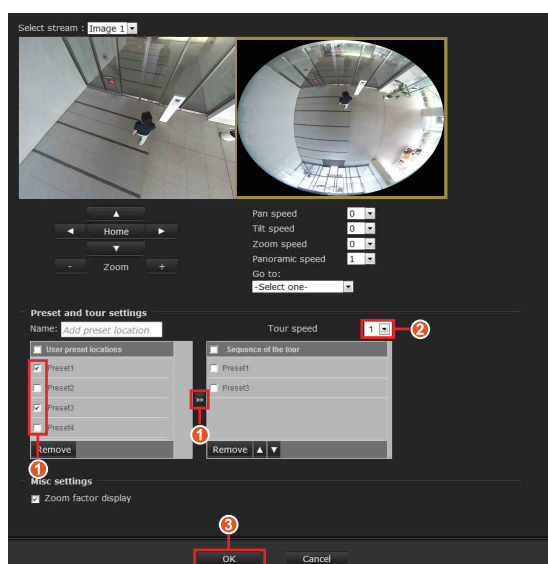 Select stream : Image 1
Home
- Zoom +
Pan speed 0
Tilt speed 0
Zoom speed 0
Panoramic speed 1
Go to:
-Select one-
Preset and tour settings
Name: Add preset location
Tour speed 1 2
User preset locations
Preset1
Preset2
Preset3
Preset4
Remove
1
>>
1
Sequence of the tour
Preset1
Preset3
Remove
Misc settings
Zoom factor display
3
OK Cancel